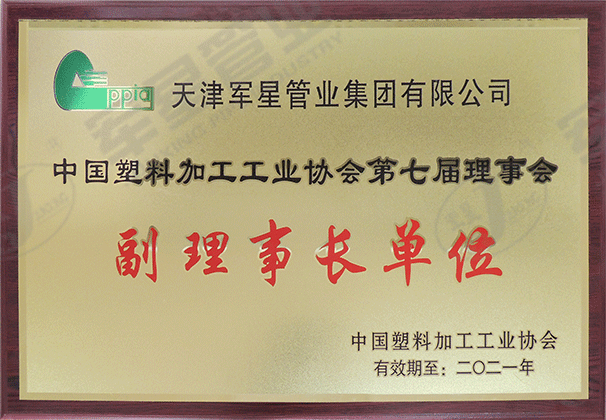 cppia
天津军星管业集团有限公司
中国塑料加工工业协会第七届理事会
副理事长单位
中国塑料加工工业协会
有效期至：二〇二一年